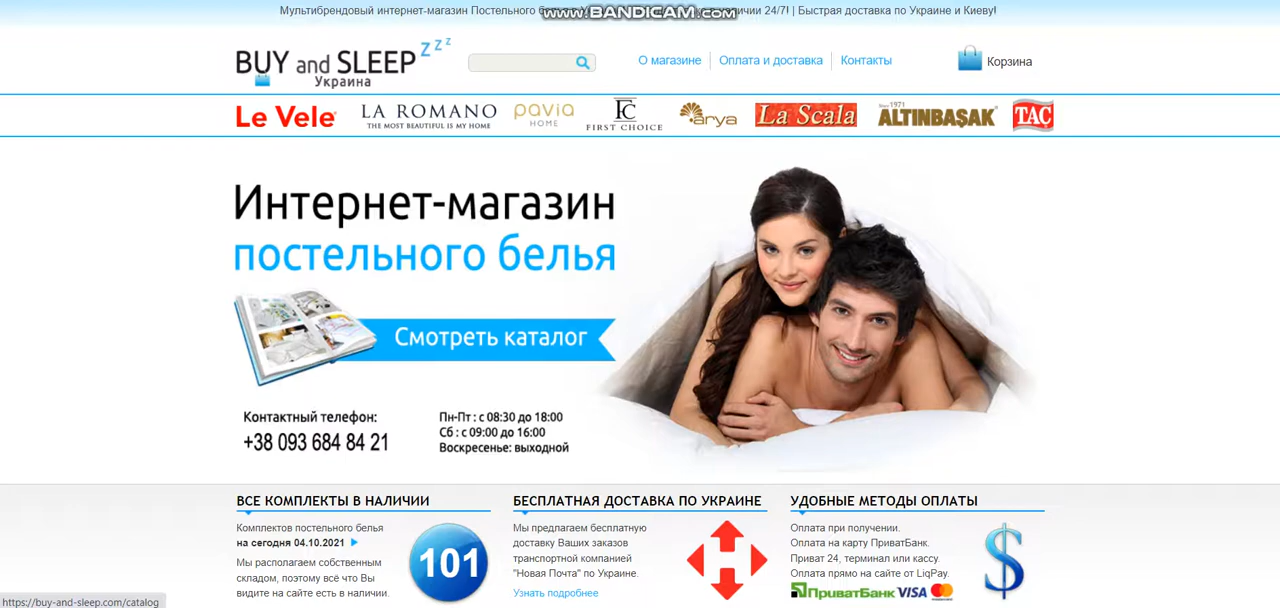 Мультибрендовый интернет-магазин Постельного
наличии 24/7! | Быстрая доставка по Украине и Киеву!
www.BANDICAM.com
BUY and SLEEP z z z
Украина
О магазине
Оплата и доставка
Контакты
Корзина
Le Vele
LA ROMANO
THE MOST BEAUTIFUL IS MY HOME
pavia
HOME
FC
FIRST CHOICE
arya
La Scala
Since 1971
ALTINBAŞAK
TAÇ
Интернет-магазин
постельного белья
Смотреть каталог
Контактный телефон:
+38 093 684 84 21
Пн-Пт : с 08:30 до 18:00
Сб : с 09:00 до 16:00
Воскресенье: выходной
ВСЕ КОМПЛЕКТЫ В НАЛИЧИИ
Комплектов постельного белья
на сегодня 04.10.2021
Мы располагаем собственным
складом, поэтому всё что Вы
видите на сайте есть в наличии.
101
БЕСПЛАТНАЯ ДОСТАВКА ПО УКРАИНЕ
Мы предлагаем бесплатную
доставку Ваших заказов
транспортной компанией
"Новая Почта" по Украине.
Узнать подробнее
УДОБНЫЕ МЕТОДЫ ОПЛАТЫ
Оплата при получении.
Оплата на карту ПриватБанк.
Приват 24, терминал или кассу.
Оплата прямо на сайте от LiqPay.
ПриватБанк VISA
$
https://buy-and-sleep.com/catalog